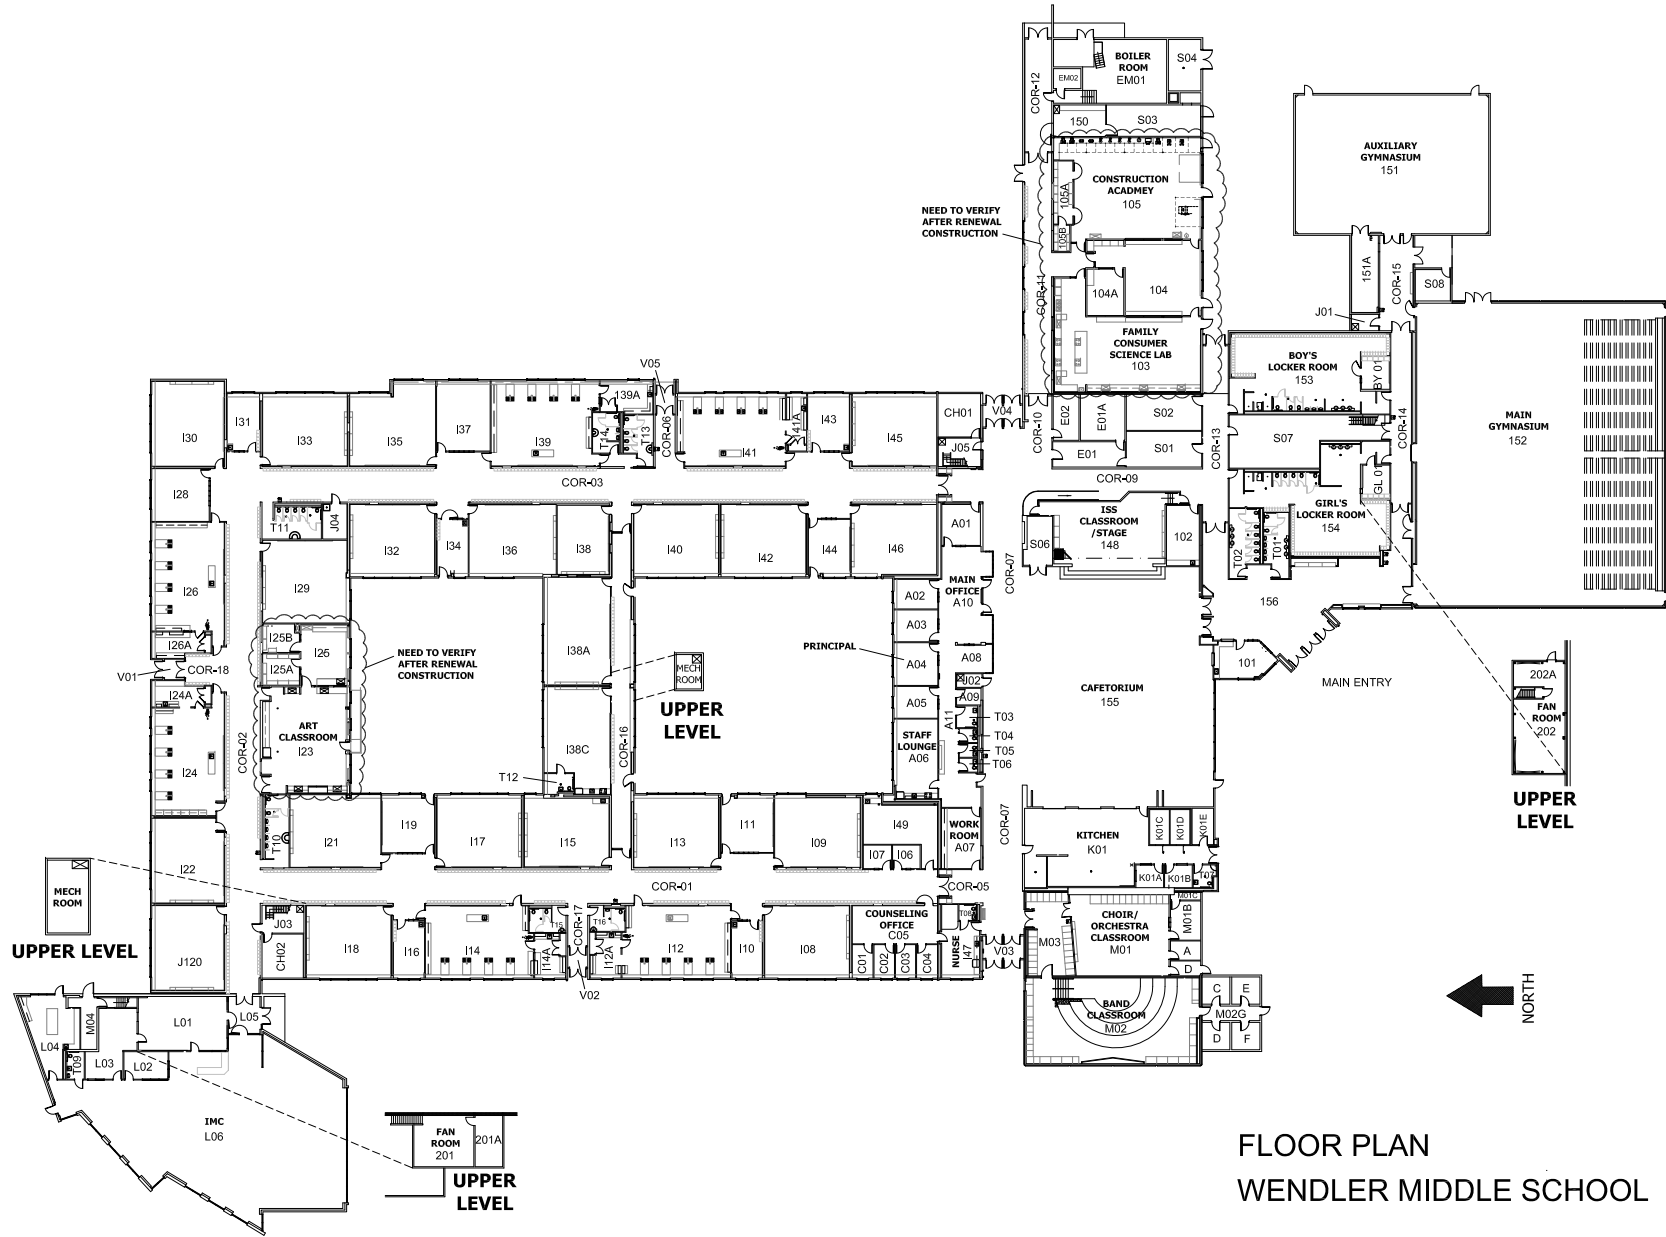 COR-12
EM02
BOILER
ROOM
EM01
S04
150
S03
CONSTRUCTION
ACADMEY
105
105A
105B
NEED TO VERIFY
AFTER RENEWAL
CONSTRUCTION
COR-11
104A
104
FAMILY
CONSUMER
SCIENCE LAB
103
AUXILIARY
GYMNASIUM
151
151A
COR-15
S08
J01
BOY'S
LOCKER ROOM
153
BY 01
COR-14
MAIN
GYMNASIUM
152
S07
GL 01
GIRL'S
LOCKER ROOM
154
T02
T01
COR-13
V04
COR-10
E02
E01A
S02
E01
S01
COR-09
V05
I30
I31
I33
I35
I37
I39
139A
T14
T13
COR-06
I41
I41A
I43
I45
CH01
J05
COR-03
I28
T11
J04
I32
I34
I36
I38
I40
I42
I44
I46
A01
S06
ISS
CLASSROOM
/STAGE
148
102
COR-07
I26
I29
I26A
I25B
I25A
I25
V01
COR-18
I24A
NEED TO VERIFY
AFTER RENEWAL
CONSTRUCTION
I38A
MECH
ROOM
UPPER
LEVEL
A02
A03
PRINCIPAL
A04
MAIN
OFFICE
A10
A08
J02
A09
A05
A11
STAFF
LOUNGE
A06
T03
T04
T05
T06
156
101
MAIN ENTRY
CAFETORIUM
155
202A
FAN
ROOM
202
UPPER
LEVEL
I24
COR-02
ART
CLASSROOM
I23
I38C
COR-16
T12
T10
I21
I19
I17
I15
I13
I11
I09
I49
I07
I06
WORK
ROOM
A07
COR-07
KITCHEN
K01
K01C
K01D
K01E
K01A
K01B
T07
I22
MECH
ROOM
UPPER LEVEL
COR-01
COR-05
J120
J03
CH02
I18
I16
I14
T15
I14A
COR-17
V02
T16
I12A
I12
I10
I08
COUNSELING
OFFICE
C05
C01
C02
C03
C04
T08
NURSE
I47
V03
M03
CHOIR/
ORCHESTRA
CLASSROOM
M01
M01C
M01B
A
D
BAND
CLASSROOM
M02
C
E
M02G
D
F
NORTH
L04
M04
L01
L05
T09
L03
L02
IMC
L06
FAN
ROOM
201
201A
UPPER
LEVEL
FLOOR PLAN
WENDLER MIDDLE SCHOOL